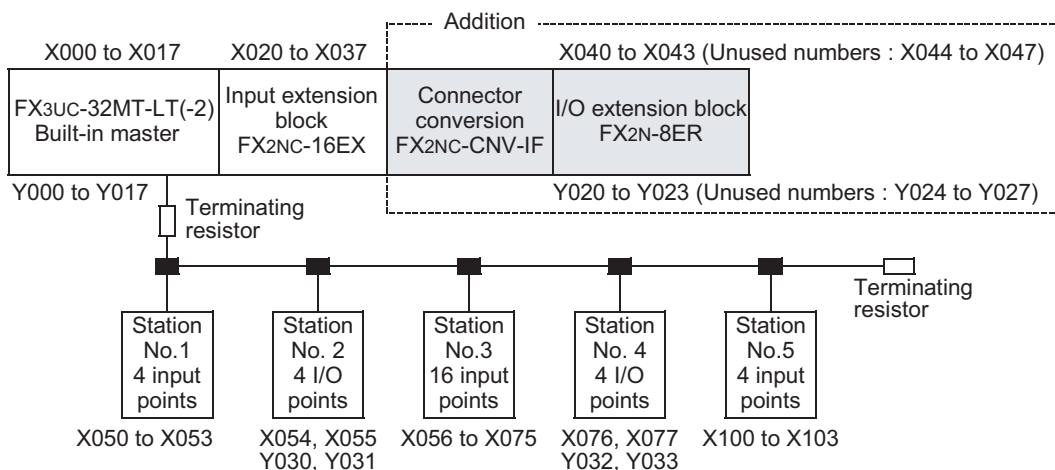 Addition
X000 to X017
X020 to X037
X040 to X043 (Unused numbers : X044 to X047)
FX3UC-32MT-LT(-2)
Built-in master
Input extension
block
FX2NC-16EX
Connector
conversion
FX2NC-CNV-IF
I/O extension block
FX2N-8ER
Y000 to Y017
Y020 to Y023 (Unused numbers : Y024 to Y027)
Terminating
resistor
Terminating
resistor
Station
No.1
4 input
points
Station
No. 2
4 I/O
points
Station
No.3
16 input
points
Station
No. 4
4 I/O
points
Station
No.5
4 input
points
X050 to X053
X054, X055
Y030, Y031
X056 to X075
X076, X077
Y032, Y033
X100 to X103